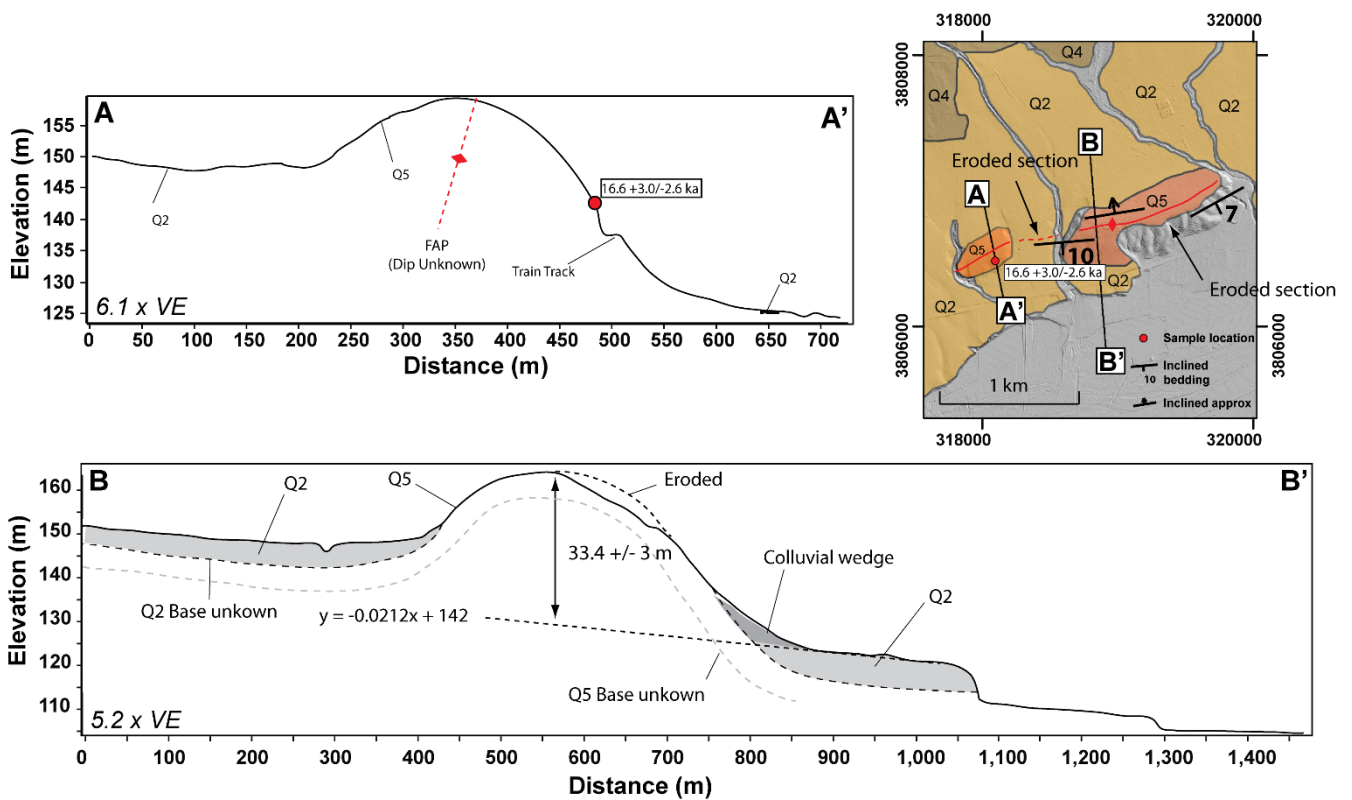 A
A’
Elevation (m)
155
150
145
140
135
130
125
Q2
Q5
16.6 +3.0/-2.6 ka
FAP
(Dip Unknown)
Train Track
Q2
6.1 x VE
0
50
100
150
200
250
300
350
400
450
500
550
600
650
700
Distance (m)
318000
320000
3808000
3808000
3806000
3806000
318000
320000
Q4
Q4
Q2
Q2
Q2
B
Eroded section
A
Q5
Q5
7
10
16.6 +3.0/-2.6 ka
Q2
Eroded section
Q2
A’
B’
Sample location
Inclined
10 bedding
Inclined approx
1 km
B
B’
Elevation (m)
160
150
140
130
120
110
Q2
Q5
Eroded
33.4 +/- 3 m
Colluvial wedge
Q2
Q2 Base unkown
y = -0.0212x + 142
Q5 Base unkown
5.2 x VE
0
100
200
300
400
500
600
700
800
900
1,000
1,100
1,200
1,300
1,400
Distance (m)